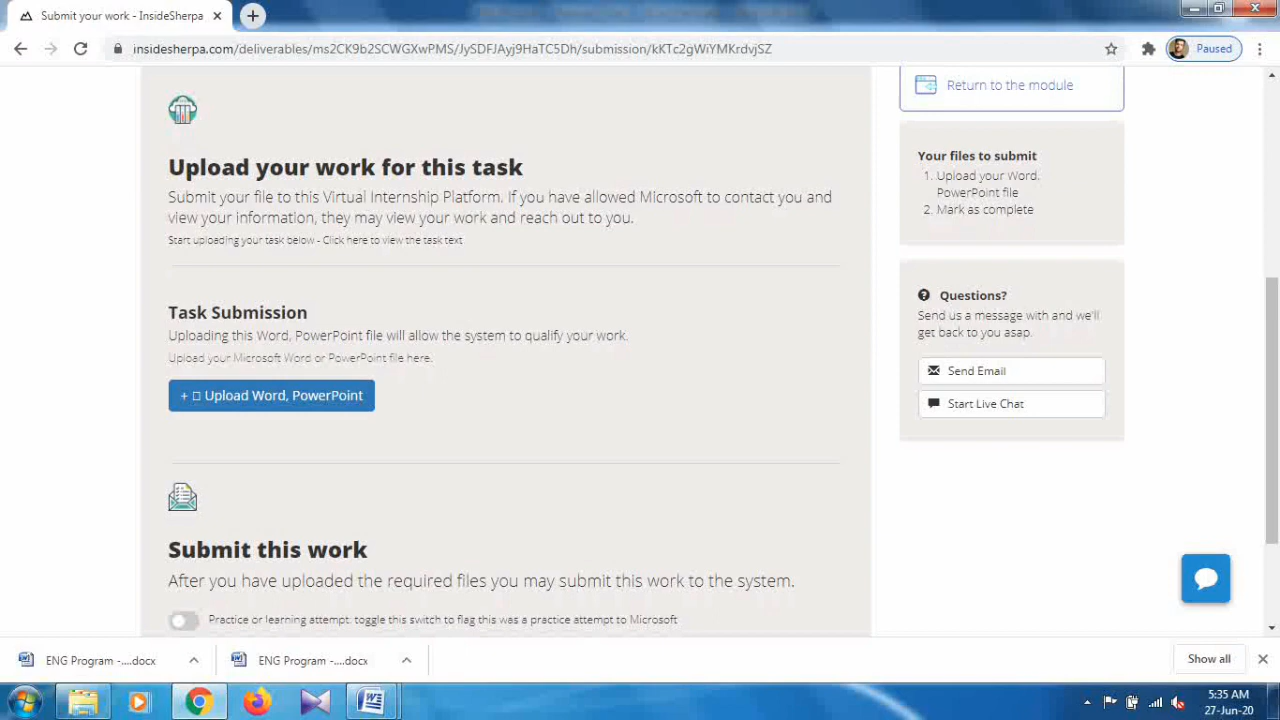 Submit your work - InsideSherpa
insidesherpa.com/deliverables/ms2CK9b2SCWGXwPMS/JySDFJAyj9HaTC5Dh/submission/kKTc2gWiYMKrdvjSZ
Paused
Return to the module
Upload your work for this task
Submit your file to this Virtual Internship Platform. If you have allowed Microsoft to contact you and
view your information, they may view your work and reach out to you.
Start uploading your task below - Click here to view the task text
Task Submission
Uploading this Word, PowerPoint file will allow the system to qualify your work.
Upload your Microsoft Word or PowerPoint file here.
+ Upload Word, PowerPoint
Submit this work
After you have uploaded the required files you may submit this work to the system.
Practice or learning attempt: toggle this switch to flag this was a practice attempt to Microsoft
Your files to submit
1. Upload your Word,
PowerPoint file
2. Mark as complete
Questions?
Send us a message with and we'll
get back to you asap.
Send Email
Start Live Chat
ENG Program -....docx
ENG Program -....docx
Show all
5:35 AM
27-Jun-20